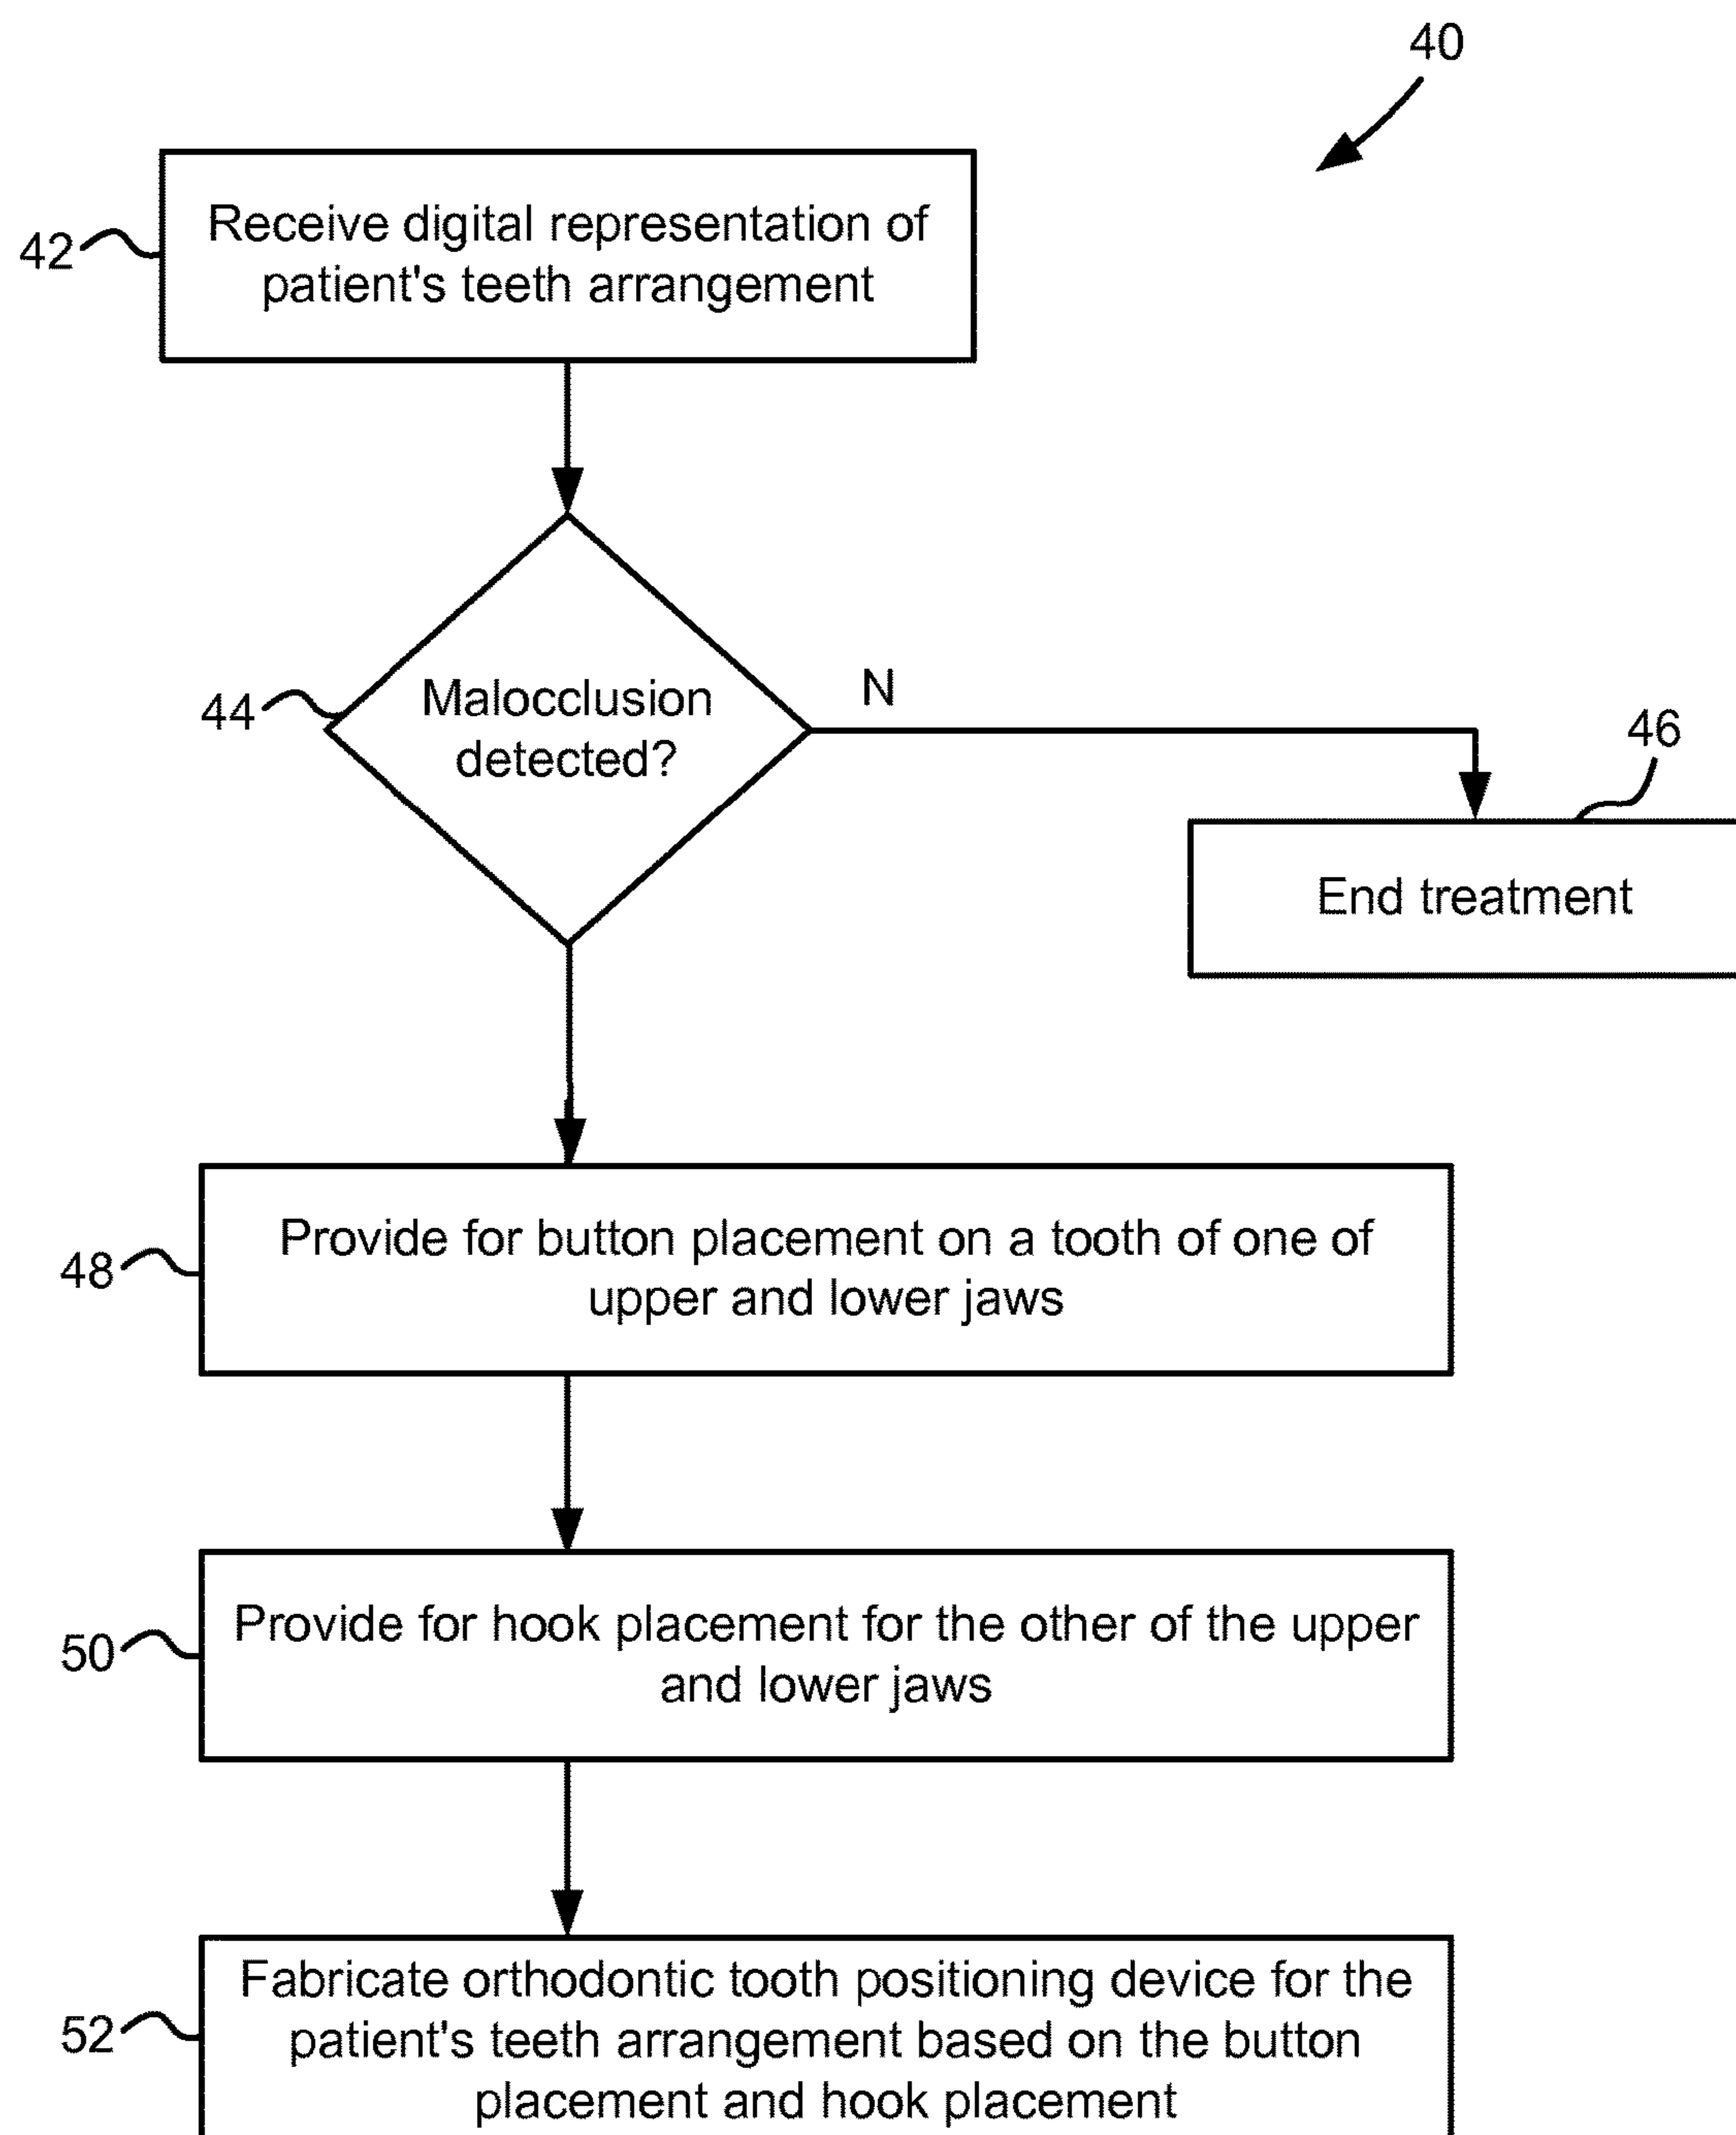 40
42
Receive digital representation of
patient's teeth arrangement
44
Malocclusion
detected?
N
46
End treatment
48
Provide for button placement on a tooth of one of
upper and lower jaws
50
Provide for hook placement for the other of the upper
and lower jaws
52
Fabricate orthodontic tooth positioning device for the
patient's teeth arrangement based on the button
placement and hook placement